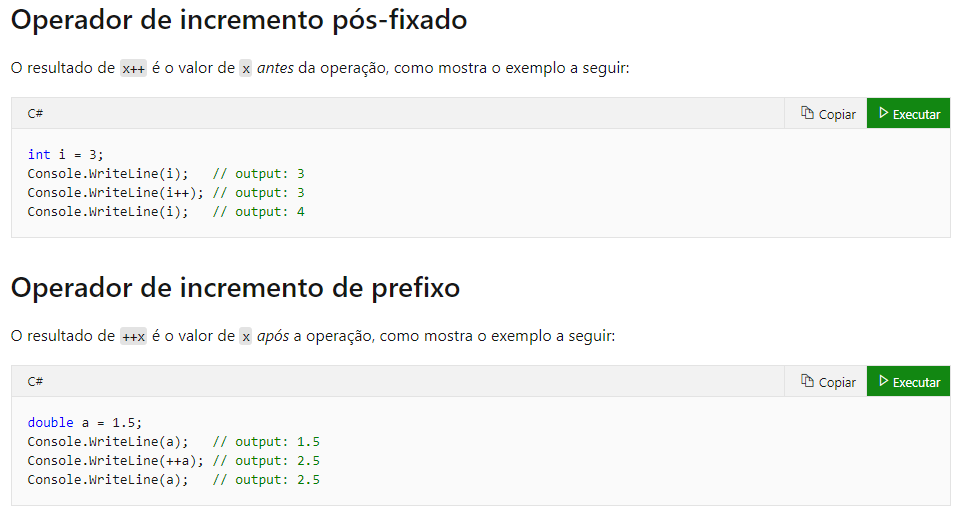 Operador de incremento pós-fixado
O resultado de x++ é o valor de x antes da operação, como mostra o exemplo a seguir:
C# Copiar Executar
int i = 3;
Console.WriteLine(i);   // output: 3
Console.WriteLine(i++); // output: 3
Console.WriteLine(i);   // output: 4
Operador de incremento de prefixo
O resultado de ++x é o valor de x após a operação, como mostra o exemplo a seguir:
C# Copiar Executar
double a = 1.5;
Console.WriteLine(a);   // output: 1.5
Console.WriteLine(++a); // output: 2.5
Console.WriteLine(a);   // output: 2.5